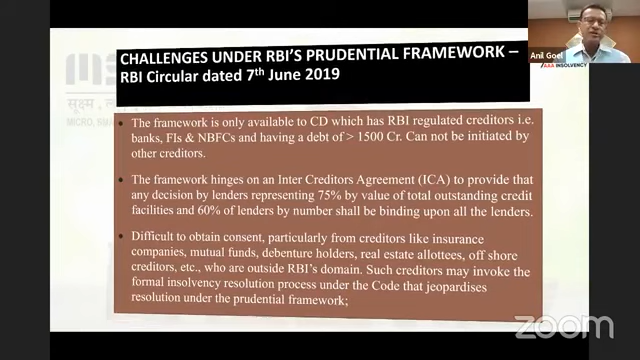 CHALLENGES UNDER RBI'S PRUDENTIAL FRAMEWORK –
RBI Circular dated 7th June 2019
Anil Goel
AAA INSOLVENCY
• The framework is only available to CD which has RBI regulated creditors i.e.
banks, FIs & NBFCs and having a debt of > 1500 Cr. Can not be initiated by
other creditors.
• The framework hinges on an Inter Creditors Agreement (ICA) to provide that
any decision by lenders representing 75% by value of total outstanding credit
facilities and 60% of lenders by number shall be binding upon all the lenders.
• Difficult to obtain consent, particularly from creditors like insurance
companies, mutual funds, debenture holders, real estate allottees, off shore
creditors, etc., who are outside RBI's domain. Such creditors may invoke the
formal insolvency resolution process under the Code that jeopardises
resolution under the prudential framework;
MICRO, SMA
zoom